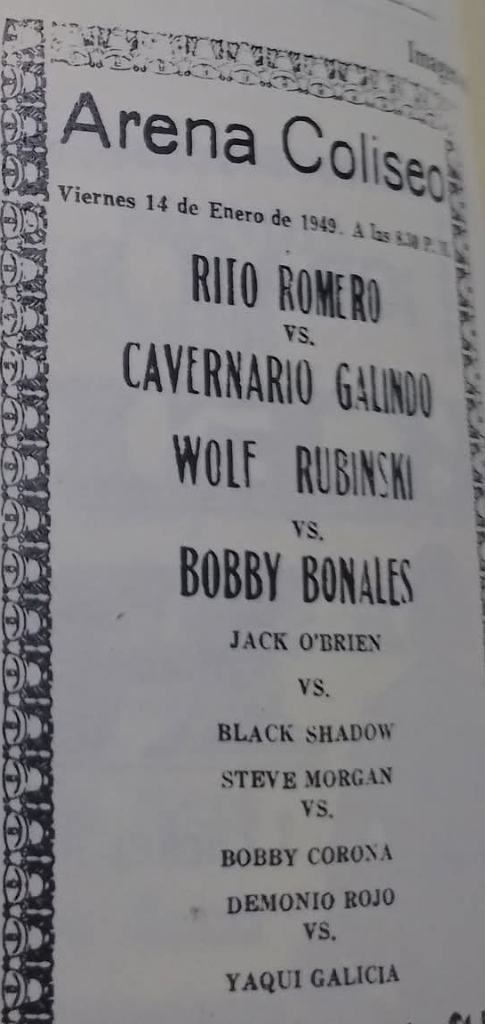 Arena Coliseo
Viernes 14 de Enero de 1949. A las 8.30 P. M.
RITO ROMERO
VS.
CAVERNARIO GALINDO
WOLF RUBINSKI
VS.
BOBBY BONALES
JACK O'BRIEN
VS.
BLACK SHADOW
STEVE MORGAN
VS.
BOBBY CORONA
DEMONIO ROJO
VS.
YAQUI GALICIA